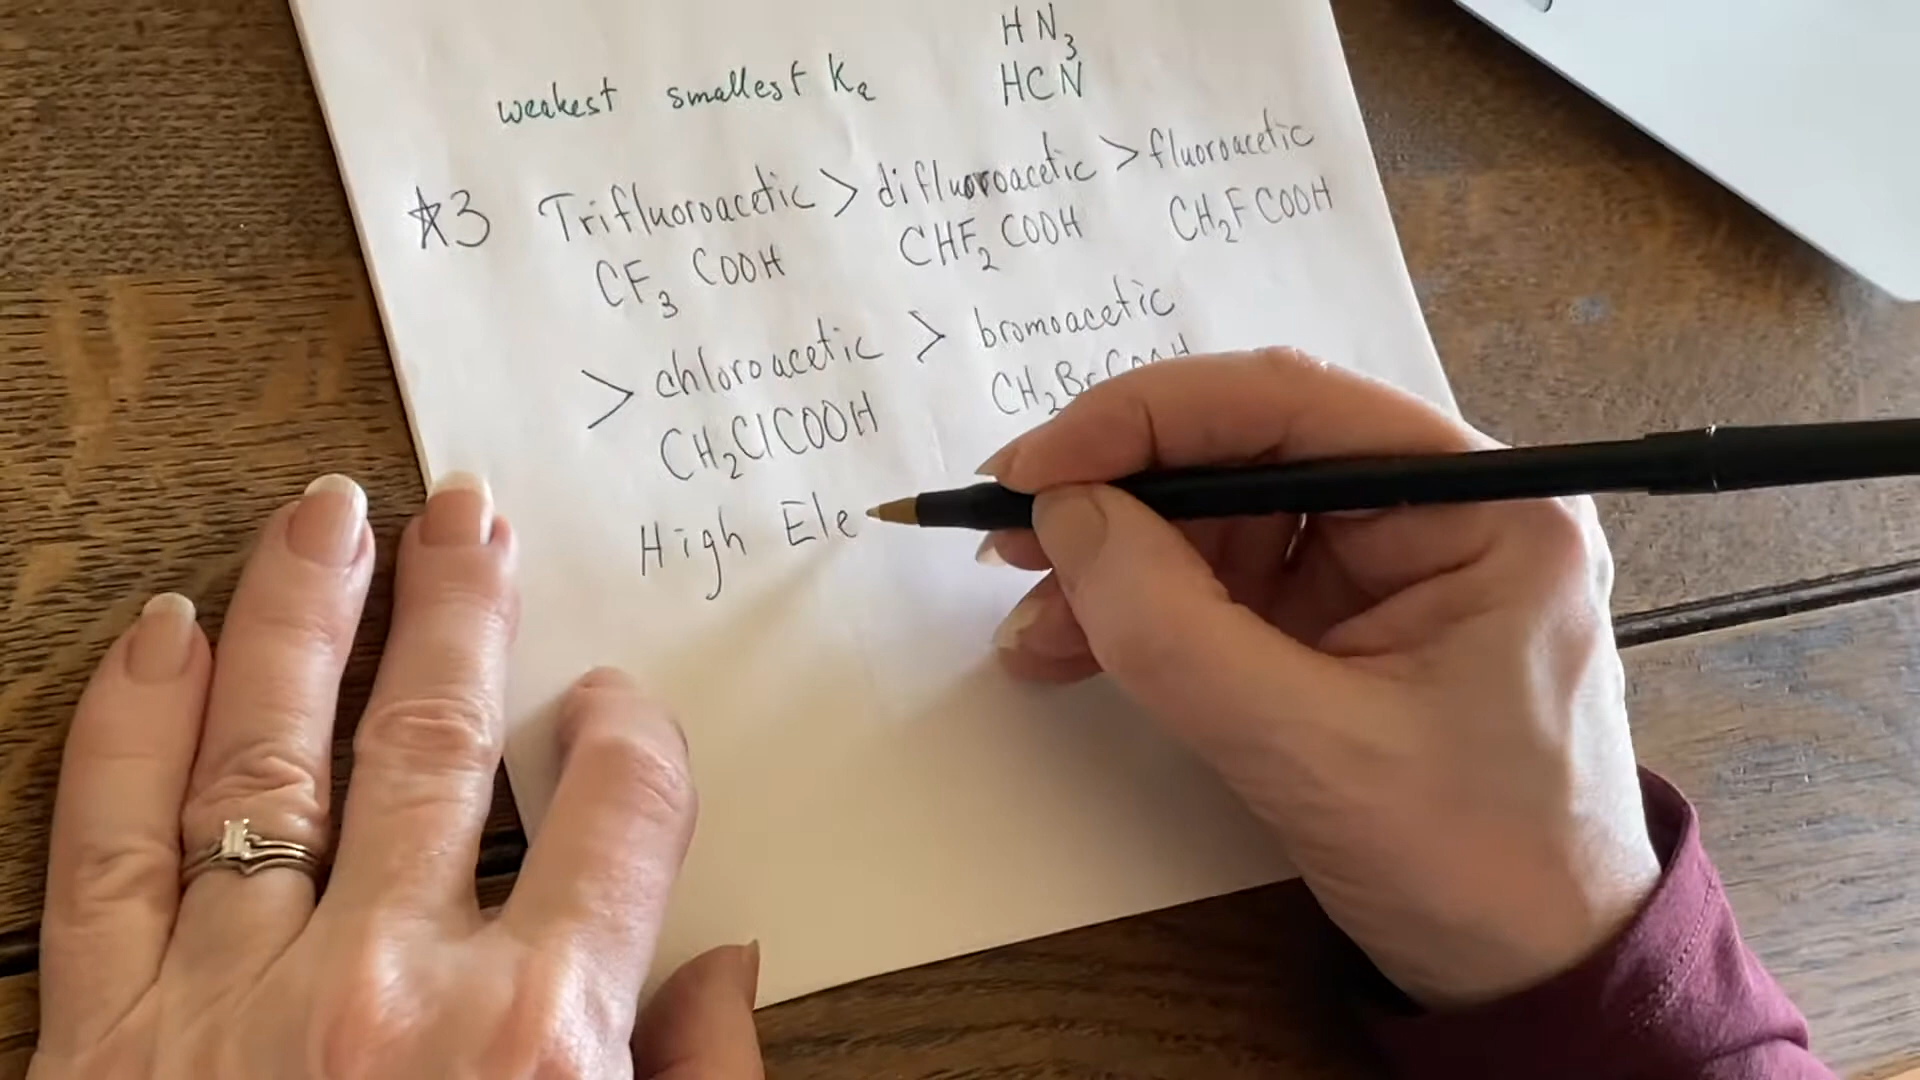 HN₃
weakest smallest Ka HCN
☆3 Trifluoroacetic > difluoroacetic > fluoroacetic
CF₃ COOH CHF₂ COOH CH₂F COOH
> chloroacetic > bromoacetic
CH₂ClCOOH CH₂BrCOOH
High Ele